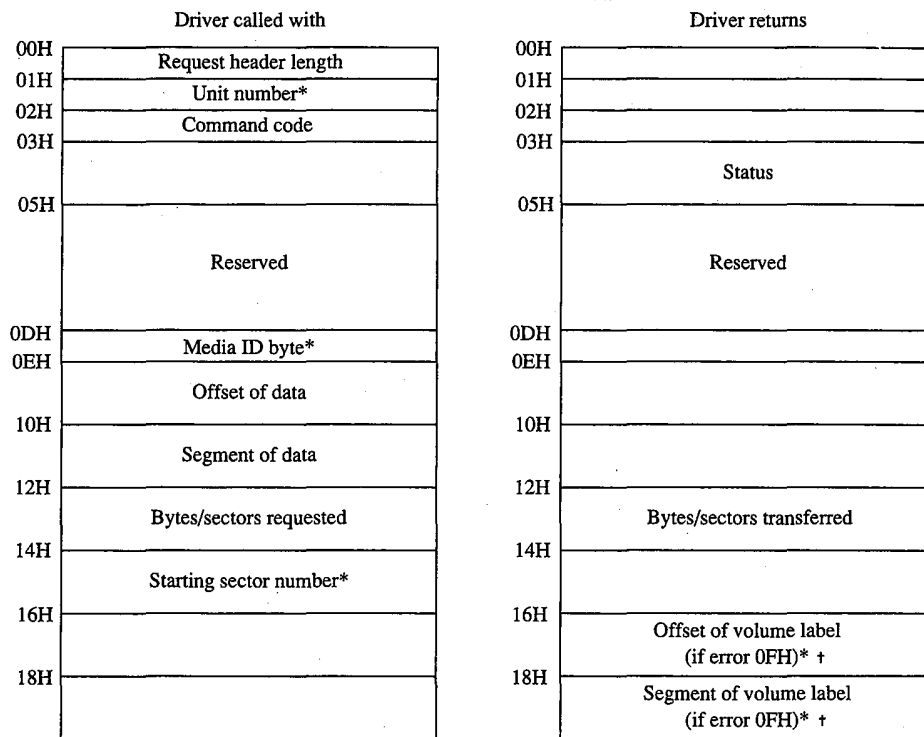 Driver called with
00H
Request header length
01H
Unit number*
02H
Command code
03H
05H
Reserved
0DH
Media ID byte*
0EH
Offset of data
10H
Segment of data
12H
Bytes/sectors requested
14H
Starting sector number*
16H
18H
Driver returns
00H
01H
02H
03H
Status
05H
Reserved
0DH
0EH
10H
12H
Bytes/sectors transferred
14H
16H
Offset of volume label
(if error 0FH)* †
18H
Segment of volume label
(if error 0FH)* †